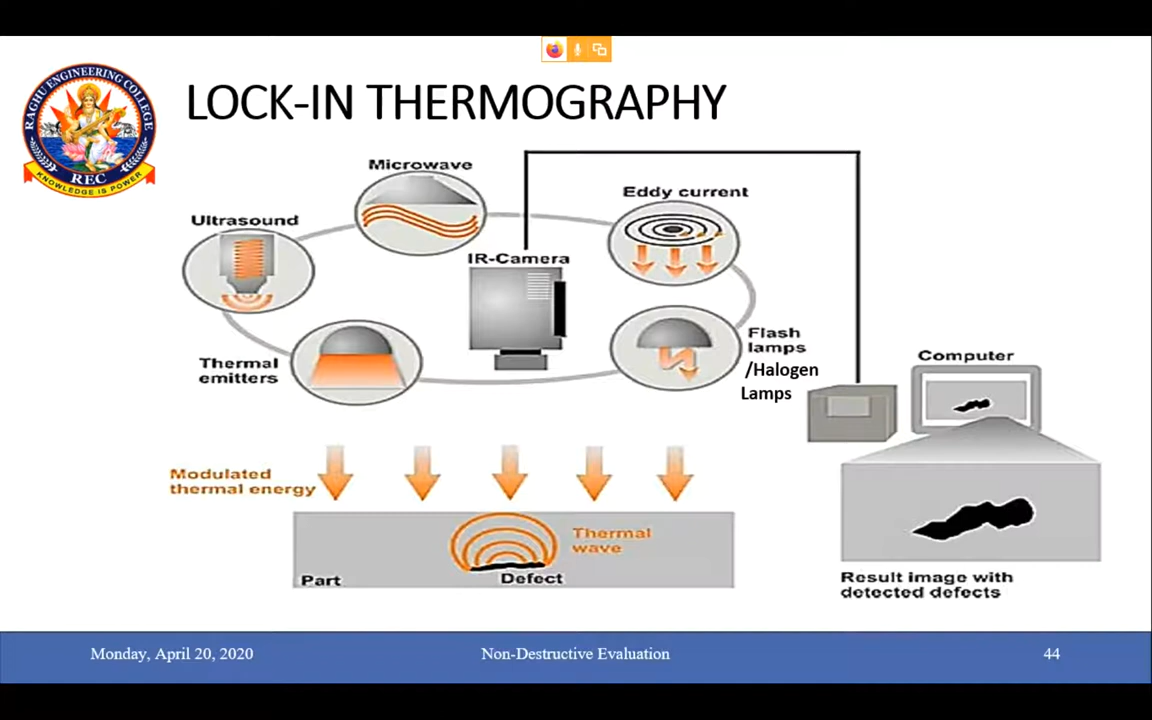 RAGHU ENGINEERING COLLEGE
REC
KNOWLEDGE IS POWER
LOCK-IN THERMOGRAPHY
Microwave
Eddy current
Ultrasound
IR-Camera
Thermal
emitters
Flash
lamps
/Halogen
Lamps
Computer
Modulated
thermal energy
Thermal
wave
Part
Defect
Result image with
detected defects
Monday, April 20, 2020
Non-Destructive Evaluation
44